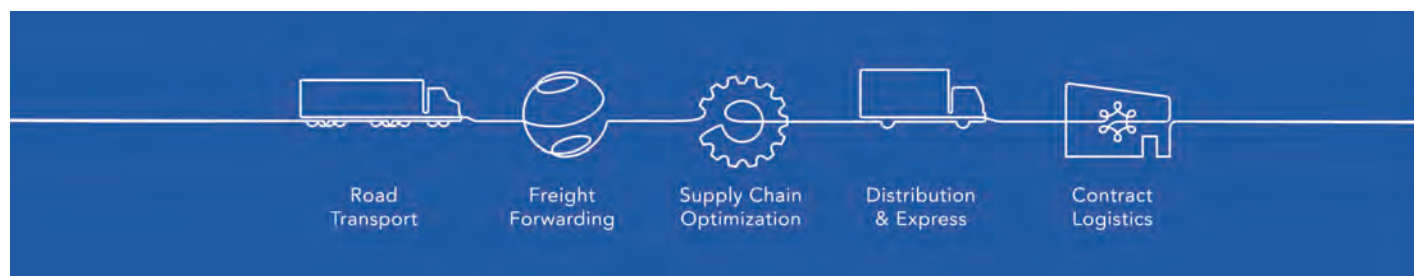 Road
Transport
Freight
Forwarding
Supply Chain
Optimization
Distribution
& Express
Contract
Logistics